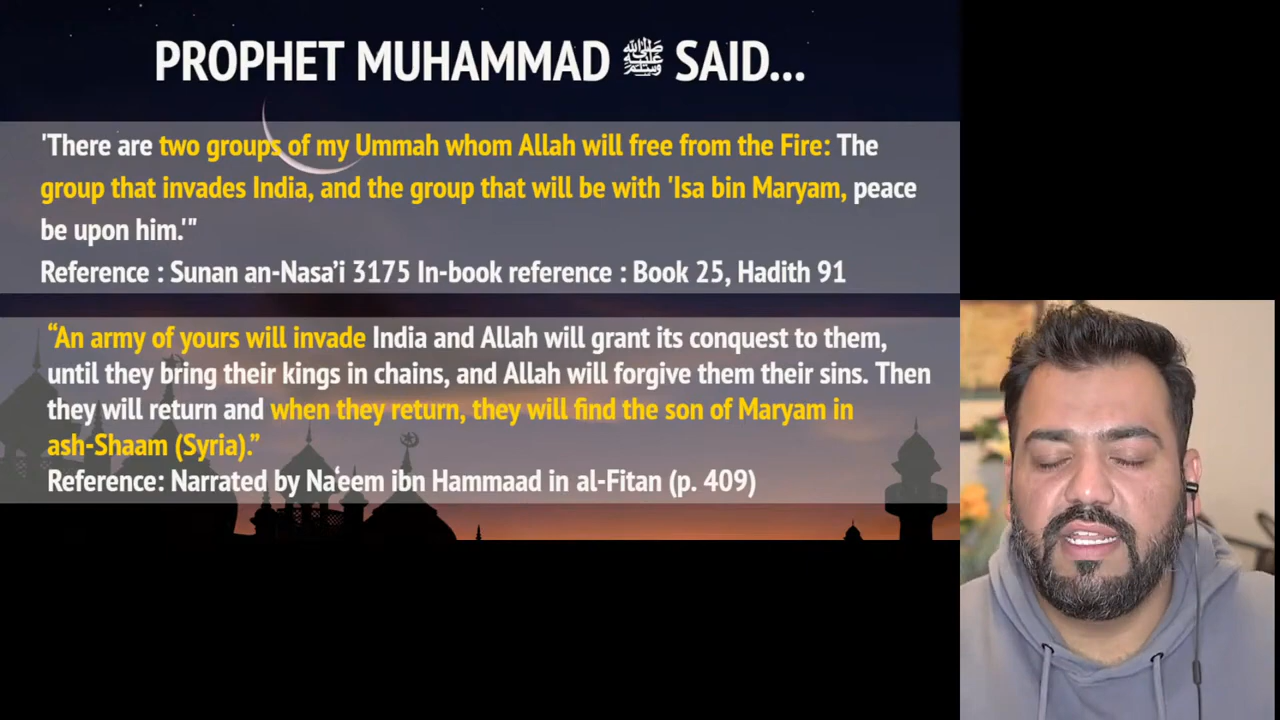 PROPHET MUHAMMAD ﷺ SAID...
'There are two groups of my Ummah whom Allah will free from the Fire: The
group that invades India, and the group that will be with 'Isa bin Maryam, peace
be upon him.'"
Reference : Sunan an-Nasa’i 3175 In-book reference : Book 25, Hadith 91
“An army of yours will invade India and Allah will grant its conquest to them,
until they bring their kings in chains, and Allah will forgive them their sins. Then
they will return and when they return, they will find the son of Maryam in
ash-Shaam (Syria).”
Reference: Narrated by Na‘eem ibn Hammaad in al-Fitan (p. 409)